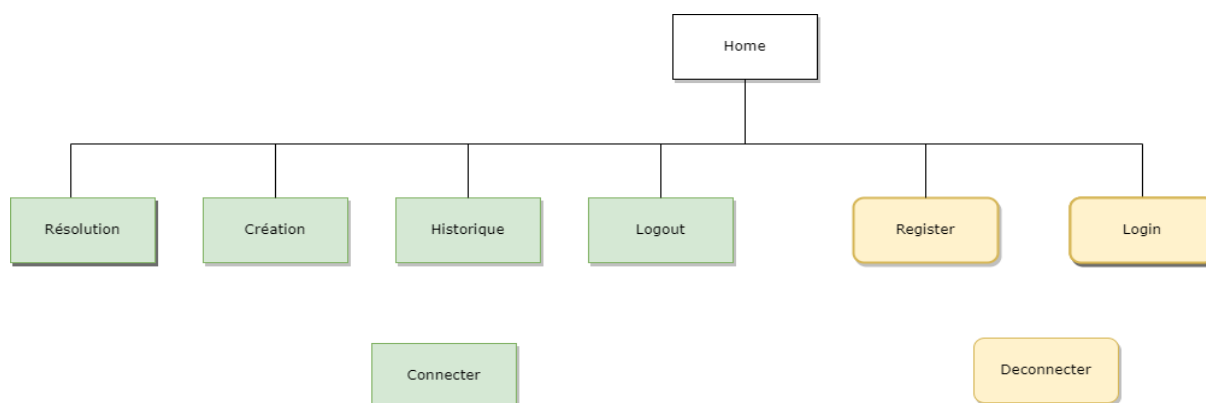 Home
Résolution
Création
Historique
Logout
Register
Login
Connecter
Deconnecter